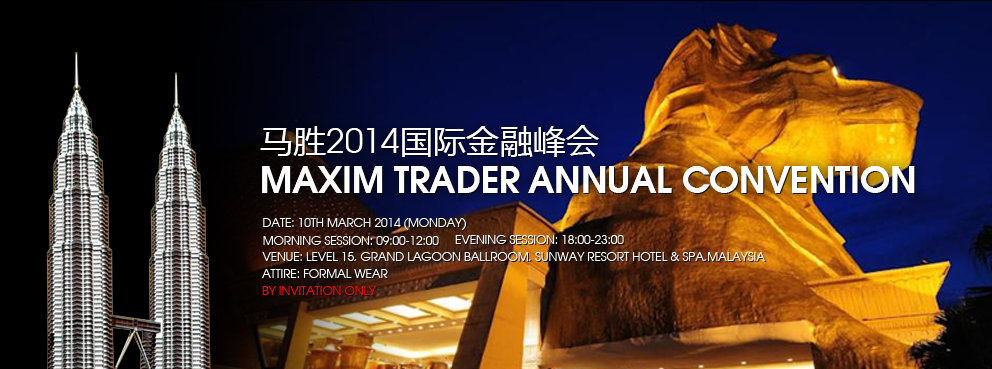 马胜2014国际金融峰会
MAXIM TRADER ANNUAL CONVENTION
DATE: 10TH MARCH 2014 (MONDAY)
MORNING SESSION: 09:00-12:00 EVENING SESSION: 18:00-23:00
VENUE: LEVEL 15. GRAND LAGOON BALLROOM. SUNWAY RESORT HOTEL & SPA.MALAYSIA
ATTIRE: FORMAL WEAR
BY INVITATION ONLY